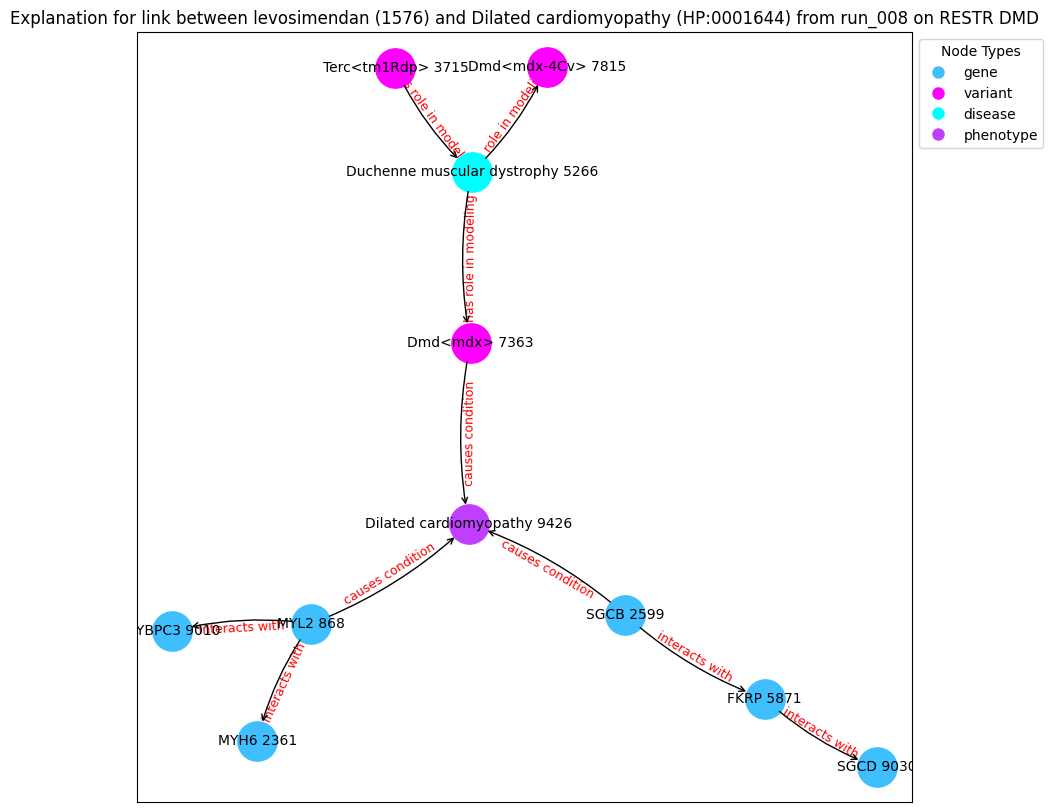 Explanation for link between levosimendan (1576) and Dilated cardiomyopathy (HP:0001644) from run_008 on RESTR DMD
Node Types
gene
variant
disease
phenotype
Terc<tm1Rdp> 3715
Dmd<mdx-4Cv> 7815
s role in model
role in modeli
Duchenne muscular dystrophy 5266
has role in modeling
Dmd<mdx> 7363
causes condition
Dilated cardiomyopathy 9426
causes condition
causes condition
YBPC3 9010
interacts with
MYL2 868
SGCB 2599
interacts with
interacts with
FKRP 5871
MYH6 2361
interacts with
SGCD 9030